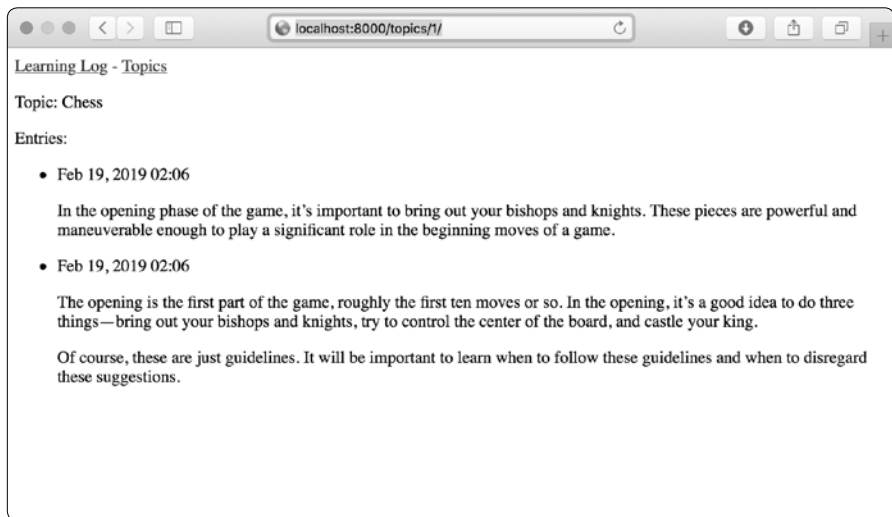 localhost:8000/topics/1/
Learning Log - Topics
Topic: Chess
Entries:
• Feb 19, 2019 02:06
In the opening phase of the game, it’s important to bring out your bishops and knights. These pieces are powerful and
maneuverable enough to play a significant role in the beginning moves of a game.
• Feb 19, 2019 02:06
The opening is the first part of the game, roughly the first ten moves or so. In the opening, it’s a good idea to do three
things—bring out your bishops and knights, try to control the center of the board, and castle your king.
Of course, these are just guidelines. It will be important to learn when to follow these guidelines and when to disregard
these suggestions.